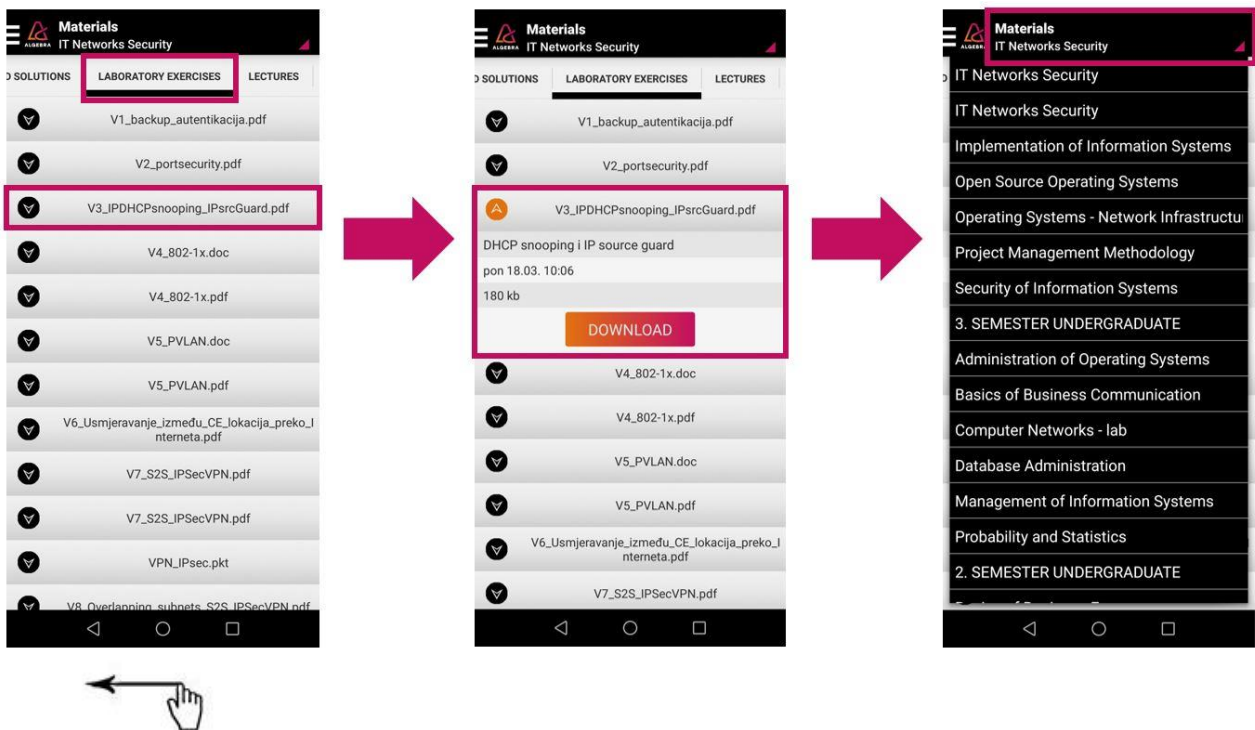 Materials
ALGEBRA IT Networks Security
O SOLUTIONS LABORATORY EXERCISES LECTURES
V1_backup_autentikacija.pdf
V2_portsecurity.pdf
V3_IPDHCPsnooping_IPsrcGuard.pdf
V4_802-1x.doc
V4_802-1x.pdf
V5_PVLAN.doc
V5_PVLAN.pdf
V6_Usmjeravanje_između_CE_lokacija_preko_I
nterneta.pdf
V7_S2S_IPSecVPN.pdf
V7_S2S_IPSecVPN.pdf
VPN_IPsec.pkt
V8_Overlapping_subnets_S2S_IPSecVPN.pdf
Materials
ALGEBRA IT Networks Security
O SOLUTIONS LABORATORY EXERCISES LECTURES
V1_backup_autentikacija.pdf
V2_portsecurity.pdf
V3_IPDHCPsnooping_IPsrcGuard.pdf
DHCP snooping i IP source guard
pon 18.03. 10:06
180 kb
DOWNLOAD
V4_802-1x.doc
V4_802-1x.pdf
V5_PVLAN.doc
V5_PVLAN.pdf
V6_Usmjeravanje_između_CE_lokacija_preko_I
nterneta.pdf
V7_S2S_IPSecVPN.pdf
Materials
ALGEBRA IT Networks Security
IT Networks Security
IT Networks Security
Implementation of Information Systems
Open Source Operating Systems
Operating Systems - Network Infrastructu
Project Management Methodology
Security of Information Systems
3. SEMESTER UNDERGRADUATE
Administration of Operating Systems
Basics of Business Communication
Computer Networks - lab
Database Administration
Management of Information Systems
Probability and Statistics
2. SEMESTER UNDERGRADUATE